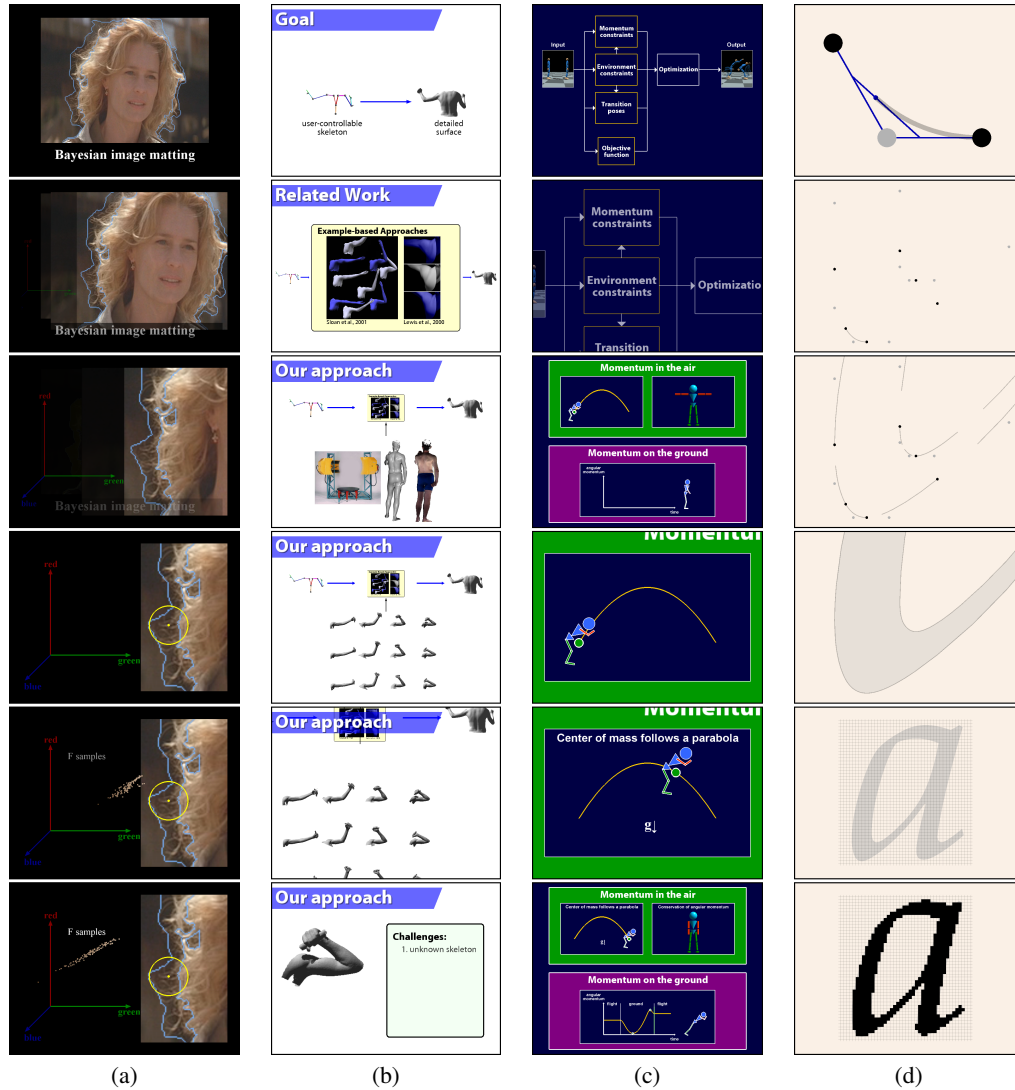 Bayesian image matting
Bayesian image matting
red
green
Bayesian image matting
red
green
blue
red
F samples
green
blue
red
F samples
green
blue
(a)
Goal
user-controllable
skeleton
detailed
surface
Related Work
Example-based Approaches
Sloan et al., 2001
Lewis et al., 2000
Our approach
Our approach
Our approach
Our approach
Challenges:
1. unknown skeleton
(b)
Input
Momentum
constraints
Environment
constraints
Transition
poses
Objective
function
Optimization
Output
Momentum
constraints
Environment
constraints
Transition
Optimizatio
Momentum in the air
Momentum on the ground
angular
momentum
time
Momentum
Momentum
Center of mass follows a parabola
g↓
Momentum in the air
Center of mass follows a parabola
Conservation of angular momentum
g↓
Momentum on the ground
angular
momentum
flight
ground
flight
time
(c)
a
a
(d)